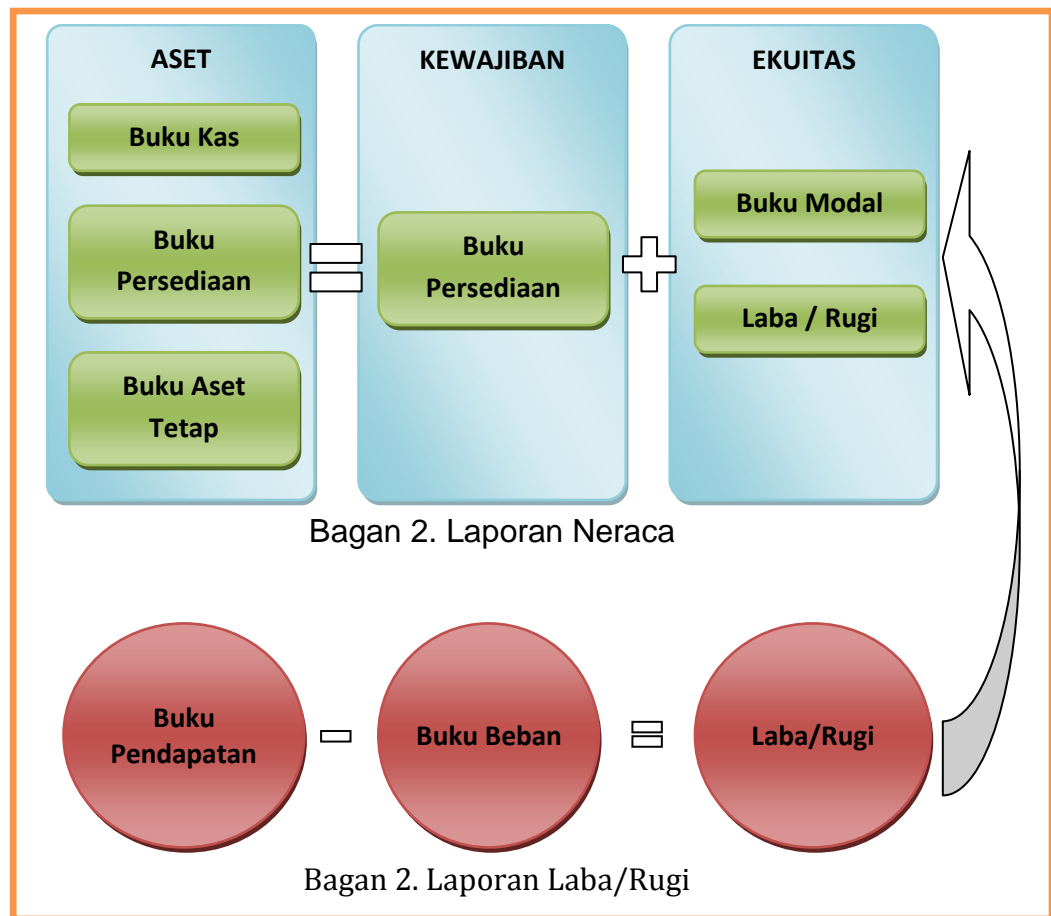 ASET
Buku Kas
Buku
Persediaan
Buku Aset
Tetap
KEWAJIBAN
Buku
Persediaan
EKUITAS
Buku Modal
Laba / Rugi
Bagan 2. Laporan Neraca
Buku
Pendapatan
Buku Beban
Laba/Rugi
Bagan 2. Laporan Laba/Rugi